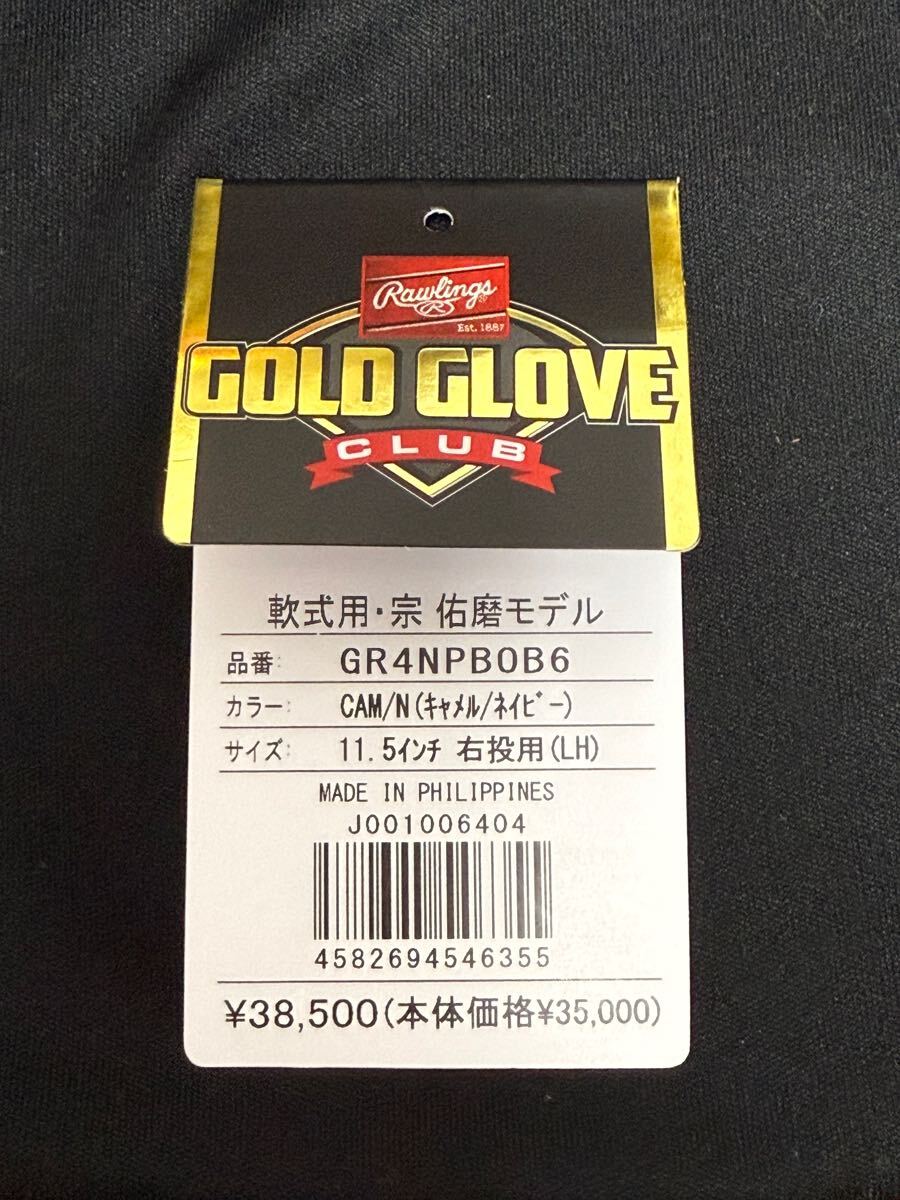 Rawlings®
R
Est. 1887
GOLD GLOVE
CLUB
軟式用・宗 佑磨モデル
品番: GR4NPB0B6
カラー: CAM/N(ｷｬﾒﾙ/ﾈｲﾋﾞｰ)
サイズ: 11.5ｲﾝﾁ 右投用(LH)
MADE IN PHILIPPINES
J001006404
4582694546355
¥38,500(本体価格¥35,000)